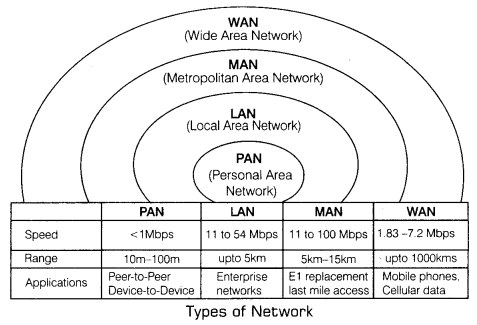 WAN
(Wide Area Network)
MAN
(Metropolitan Area Network)
LAN
(Local Area Network)
PAN
(Personal Area
Network)
PAN LAN MAN WAN
Speed <1Mbps 11 to 54 Mbps 11 to 100 Mbps 1.83 –7.2 Mbps
Range 10m–100m upto 5km 5km–15km upto 1000kms
Applications Peer-to-Peer Enterprise E1 replacement Mobile phones,
Device-to-Device networks last mile access Cellular data
Types of Network